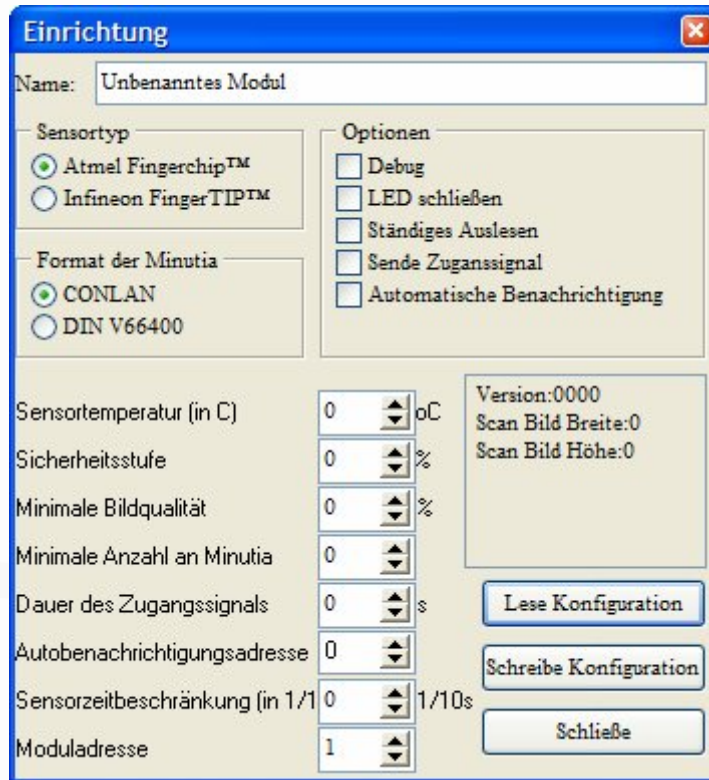 Einrichtung
Name: Unbenanntes Modul
Sensortyp
Atmel Fingerchip™
Infineon FingerTIP™
Format der Minutia
CONLAN
DIN V66400
Optionen
Debug
LED schließen
Ständiges Auslesen
Sende Zuganssignal
Automatische Benachrichtigung
Sensortemperatur (in C) 0 oC
Sicherheitsstufe 0 %
Minimale Bildqualität 0 %
Minimale Anzahl an Minutia 0
Dauer des Zugangssignals 0 s
Autobenachrichtigungsadresse 0
Sensorzeitbeschränkung (in 1/1 0 1/10s
Moduladresse 1
Version:0000
Scan Bild Breite:0
Scan Bild Höhe:0
Lese Konfiguration
Schreibe Konfiguration
Schließe